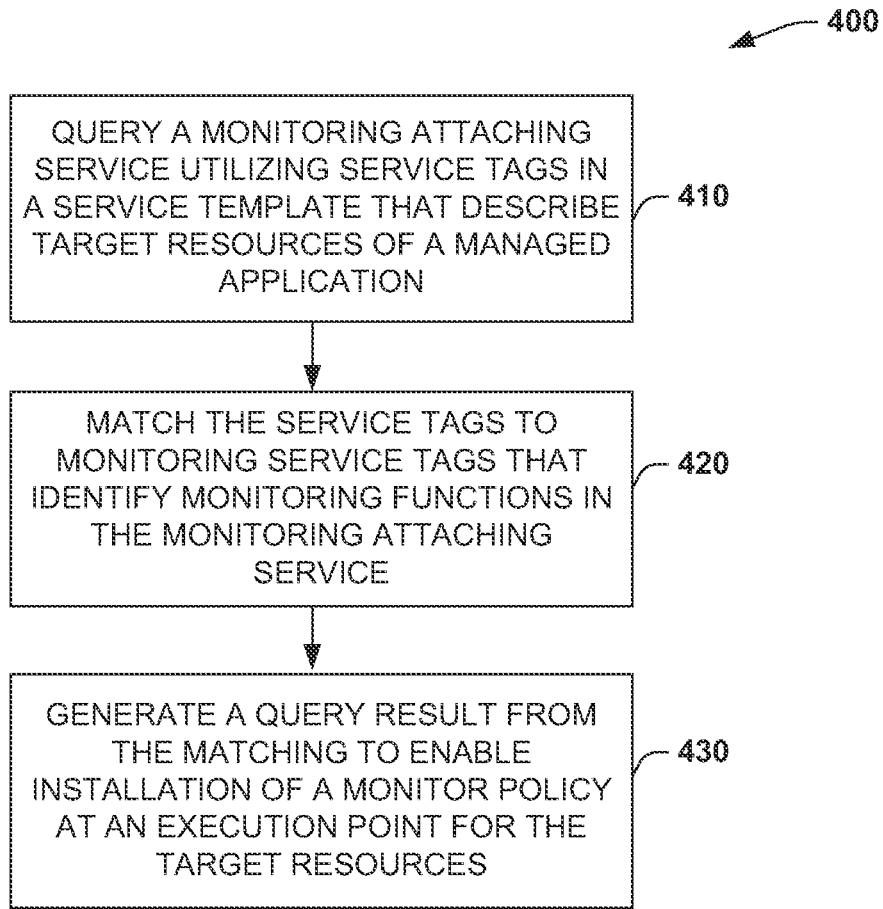 400
QUERY A MONITORING ATTACHING
SERVICE UTILIZING SERVICE TAGS IN
A SERVICE TEMPLATE THAT DESCRIBE
TARGET RESOURCES OF A MANAGED
APPLICATION
410
MATCH THE SERVICE TAGS TO
MONITORING SERVICE TAGS THAT
IDENTIFY MONITORING FUNCTIONS IN
THE MONITORING ATTACHING
SERVICE
420
GENERATE A QUERY RESULT FROM
THE MATCHING TO ENABLE
INSTALLATION OF A MONITOR POLICY
AT AN EXECUTION POINT FOR THE
TARGET RESOURCES
430